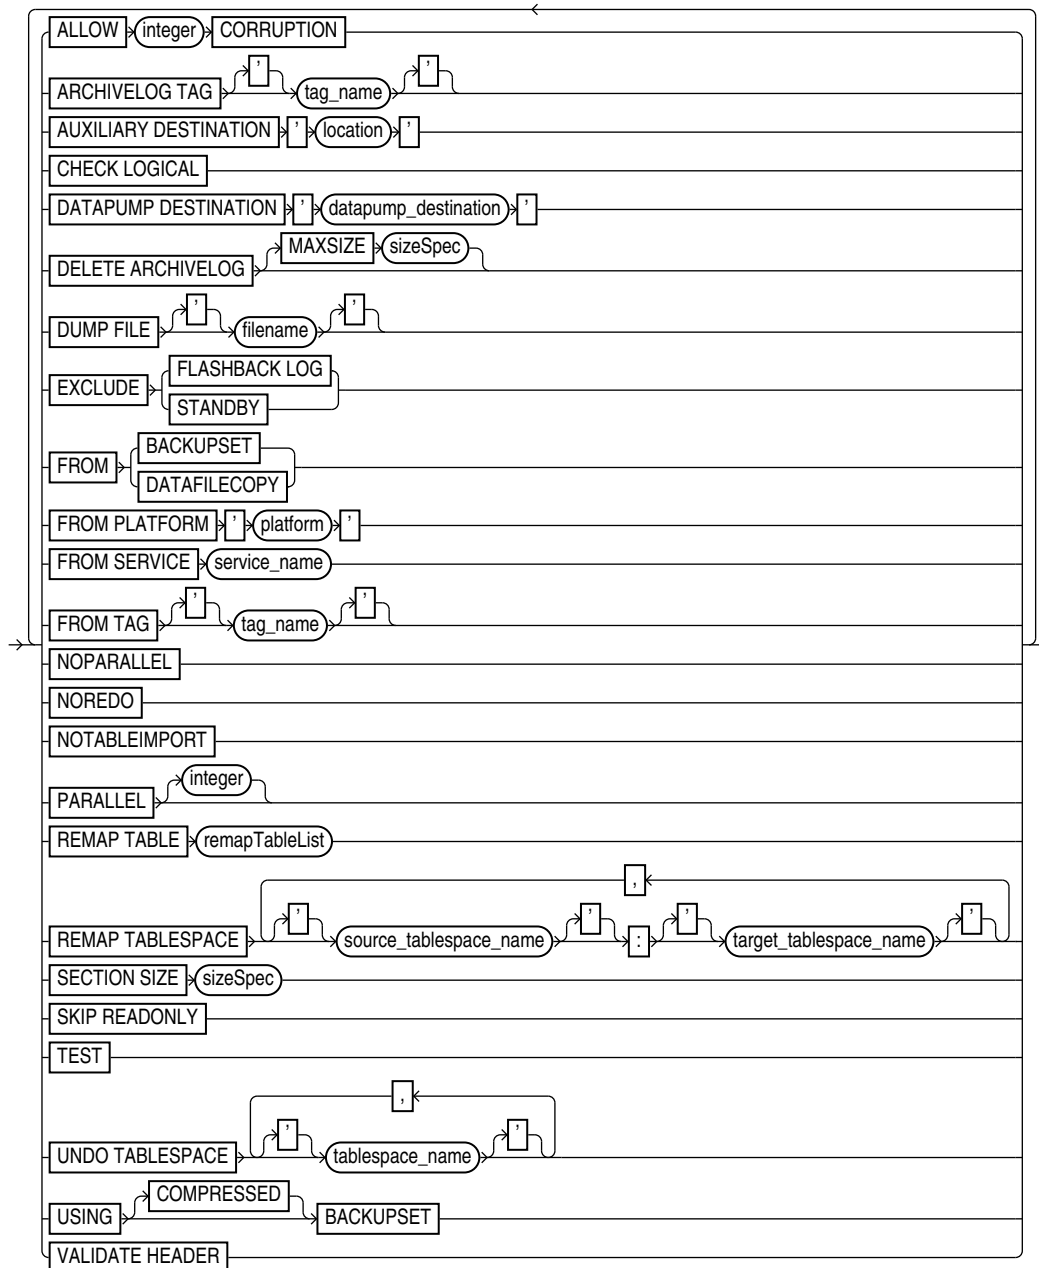 ALLOW integer CORRUPTION
ARCHIVELOG TAG ’ tag_name ’
AUXILIARY DESTINATION ’ location ’
CHECK LOGICAL
DATAPUMP DESTINATION ’ datapump_destination ’
DELETE ARCHIVELOG MAXSIZE sizeSpec
DUMP FILE ’ filename ’
EXCLUDE FLASHBACK LOG
STANDBY
FROM BACKUPSET
DATAFILECOPY
FROM PLATFORM ’ platform ’
FROM SERVICE service_name
FROM TAG ’ tag_name ’
NOPARALLEL
NOREDO
NOTABLEIMPORT
PARALLEL integer
REMAP TABLE remapTableList
,
REMAP TABLESPACE ’ source_tablespace_name ’ : ’ target_tablespace_name ’
SECTION SIZE sizeSpec
SKIP READONLY
TEST
,
UNDO TABLESPACE ’ tablespace_name ’
USING COMPRESSED BACKUPSET
VALIDATE HEADER